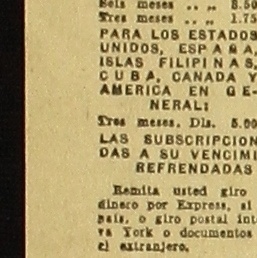 Seis meses .. ,, 3.50
Tres meses .. ,, 1.75
PARA LOS ESTADOS
UNIDOS, ESPAÑA,
ISLAS FILIPINAS,
CUBA, CANADA Y
AMERICA EN GE-
NERAL:
Tres meses. Dls. 5.00
LAS SUBSCRIPCION
DAS A SU VENCIMI
REFRENDADAS
Remita usted giro
dinero por Express, al
país, o giro postal int
va York o documentos
el extranjero.